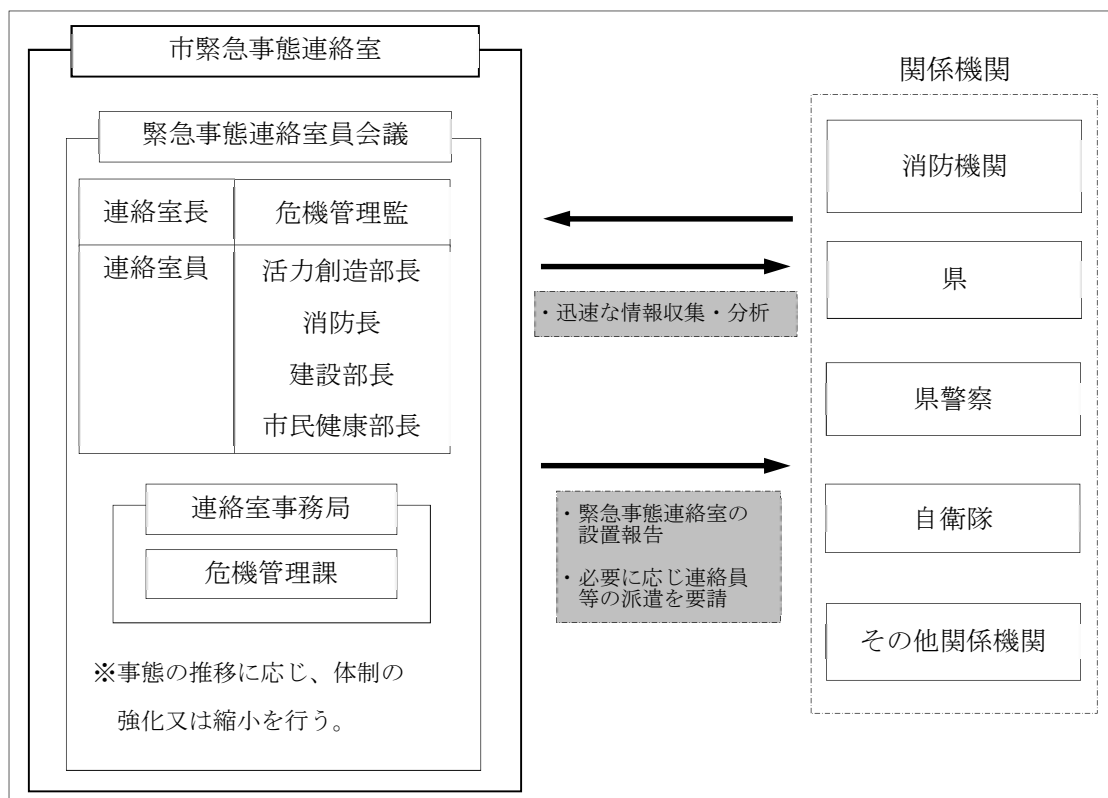 市緊急事態連絡室
緊急事態連絡室員会議
連絡室長
危機管理監
連絡室員
活力創造部長
消防長
建設部長
市民健康部長
連絡室事務局
危機管理課
※事態の推移に応じ、体制の
強化又は縮小を行う。
・迅速な情報収集・分析
・緊急事態連絡室の
設置報告
・必要に応じ連絡員
等の派遣を要請
関係機関
消防機関
県
県警察
自衛隊
その他関係機関